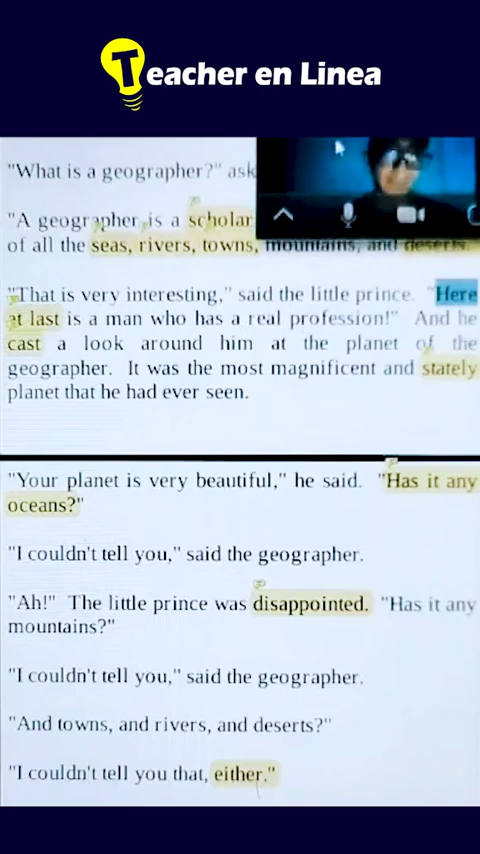 Teacher en Linea
"What is a geographer?" ask
"A geographer is a scholar
of all the seas, rivers, towns, mountains, and deserts.
"That is very interesting," said the little prince. "Here
at last is a man who has a real profession!" And he
cast a look around him at the planet of the
geographer. It was the most magnificent and stately
planet that he had ever seen.
"Your planet is very beautiful," he said. "Has it any
oceans?"
"I couldn't tell you," said the geographer.
"Ah!" The little prince was disappointed. "Has it any
mountains?"
"I couldn't tell you," said the geographer.
"And towns, and rivers, and deserts?"
"I couldn't tell you that, either."